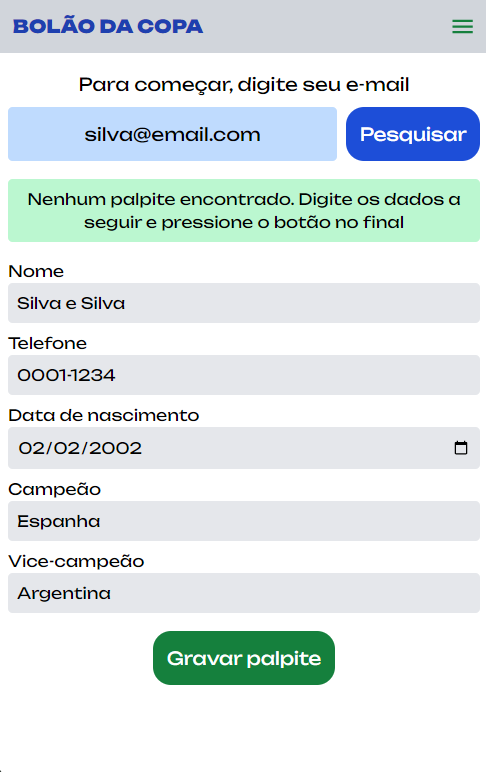 BOLÃO DA COPA
Para começar, digite seu e-mail
silva@email.com
Pesquisar
Nenhum palpite encontrado. Digite os dados a
seguir e pressione o botão no final
Nome
Silva e Silva
Telefone
0001-1234
Data de nascimento
02/02/2002
Campeão
Espanha
Vice-campeão
Argentina
Gravar palpite